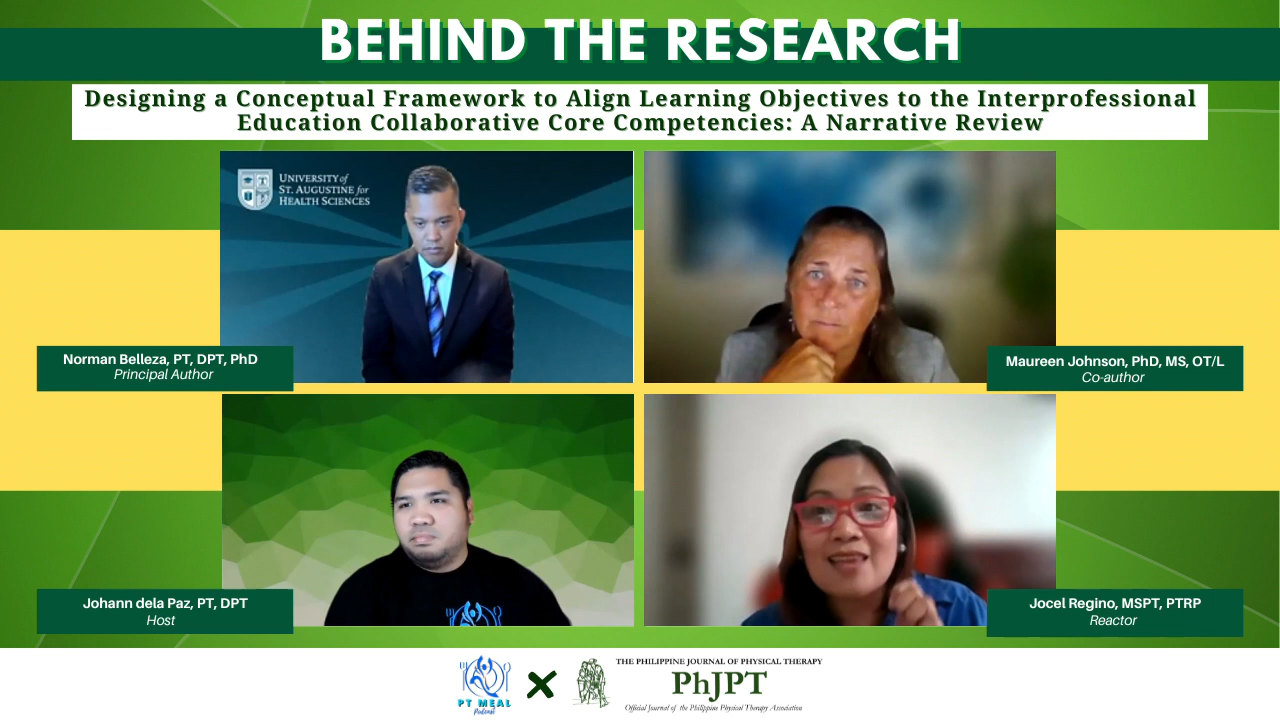 BEHIND THE RESEARCH
Designing a Conceptual Framework to Align Learning Objectives to the Interprofessional
Education Collaborative Core Competencies: A Narrative Review
UNIVERSITY of
ST. AUGUSTINE for
HEALTH SCIENCES
Norman Belleza, PT, DPT, PhD
Principal Author
Maureen Johnson, PhD, MS, OT/L
Co-author
Johann dela Paz, PT, DPT
Host
Jocel Regino, MSPT, PTRP
Reactor
PT MEAL
Podcast
THE PHILIPPINE JOURNAL OF PHYSICAL THERAPY
PhJPT
Official Journal of the Philippine Physical Therapy Association